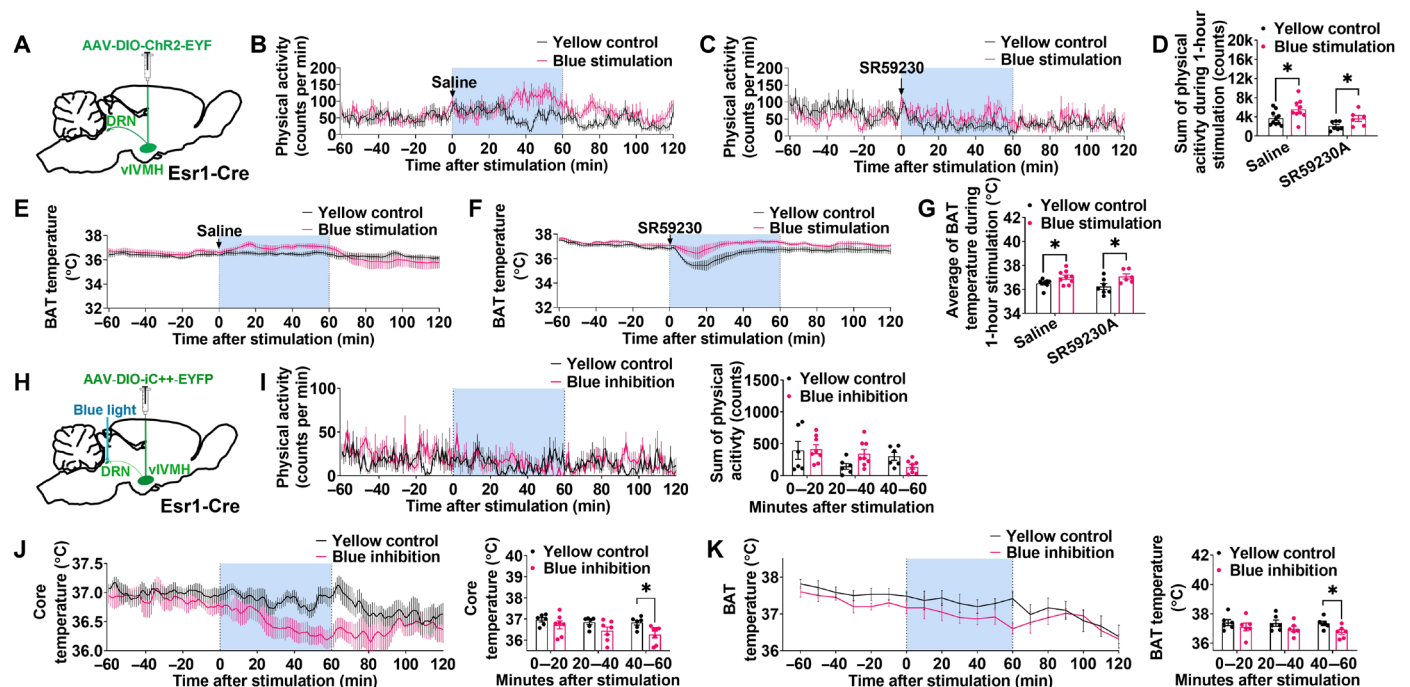 A
AAV-DIO-ChR2-EYF
DRN
vlVMH
Esr1-Cre
B
Physical activity
(counts per min)
200
150
100
50
0
Saline
Yellow control
Blue stimulation
−60 −40 −20 0 20 40 60 80 100 120
Time after stimulation (min)
C
Physical activity
(counts per min)
200
150
100
50
0
SR59230
Yellow control
Blue stimulation
−60 −40 −20 0 20 40 60 80 100 120
Time after stimulation (min)
D
Sum of physical
acitivty during 1-hour
stimulation (counts)
20k
16k
12k
8k
4k
0
Yellow control
Blue stimulation
* *
Saline
SR59230A
E
BAT temperature
(°C)
38
36
34
32
Saline
Yellow control
Blue stimulation
−60 −40 −20 0 20 40 60 80 100 120
Time after stimulation (min)
F
BAT temperature
(°C)
38
36
34
32
SR59230
Yellow control
Blue stimulation
−60 −40 −20 0 20 40 60 80 100 120
Time after stimulation (min)
G
Average of BAT
temperature during
1-hour stimulation (°C)
42
40
38
36
34
Yellow control
Blue stimulation
* *
Saline
SR59230A
H
AAV-DIO-iC++-EYFP
Blue light
DRN
vlVMH
Esr1-Cre
I
Physical activity
(counts per min)
100
50
0
Yellow control
Blue inhibition
−60 −40 −20 0 20 40 60 80 100 120
Time after stimulation (min)
Sum of physical
acitivty (counts)
1500
1000
500
0
Yellow control
Blue inhibition
0–20 20–40 40–60
Minutes after stimulation
J
Core
temperature (°C)
37.5
37.0
36.5
36.0
Yellow control
Blue inhibition
−60 −40 −20 0 20 40 60 80 100 120
Time after stimulation (min)
Core
temperature (°C)
40
39
38
37
36
Yellow control
Blue inhibition
*
0–20 20–40 40–60
Minutes after stimulation
K
BAT
temperature (°C)
38
37
36
Yellow control
Blue inhibition
−60 −40 −20 0 20 40 60 80 100 120
Time after stimulation (min)
BAT temperature
(°C)
42
40
38
36
Yellow control
Blue inhibition
*
0–20 20–40 40–60
Minutes after stimulation